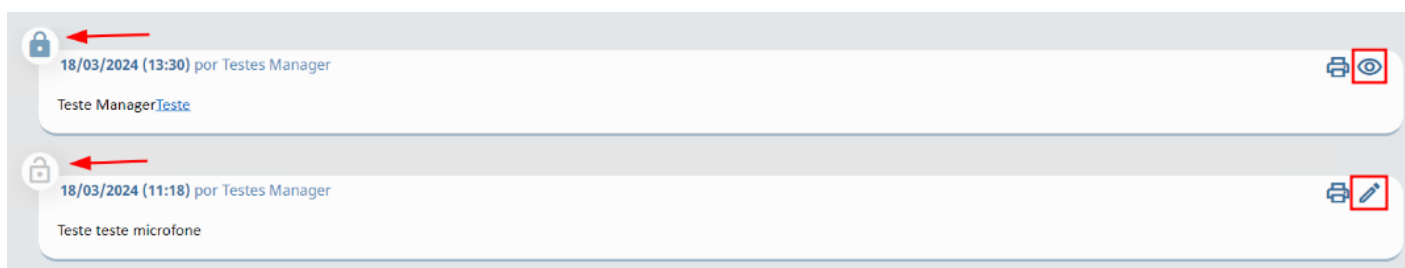 18/03/2024 (13:30) por Testes Manager
Teste ManagerTeste
18/03/2024 (11:18) por Testes Manager
Teste teste microfone